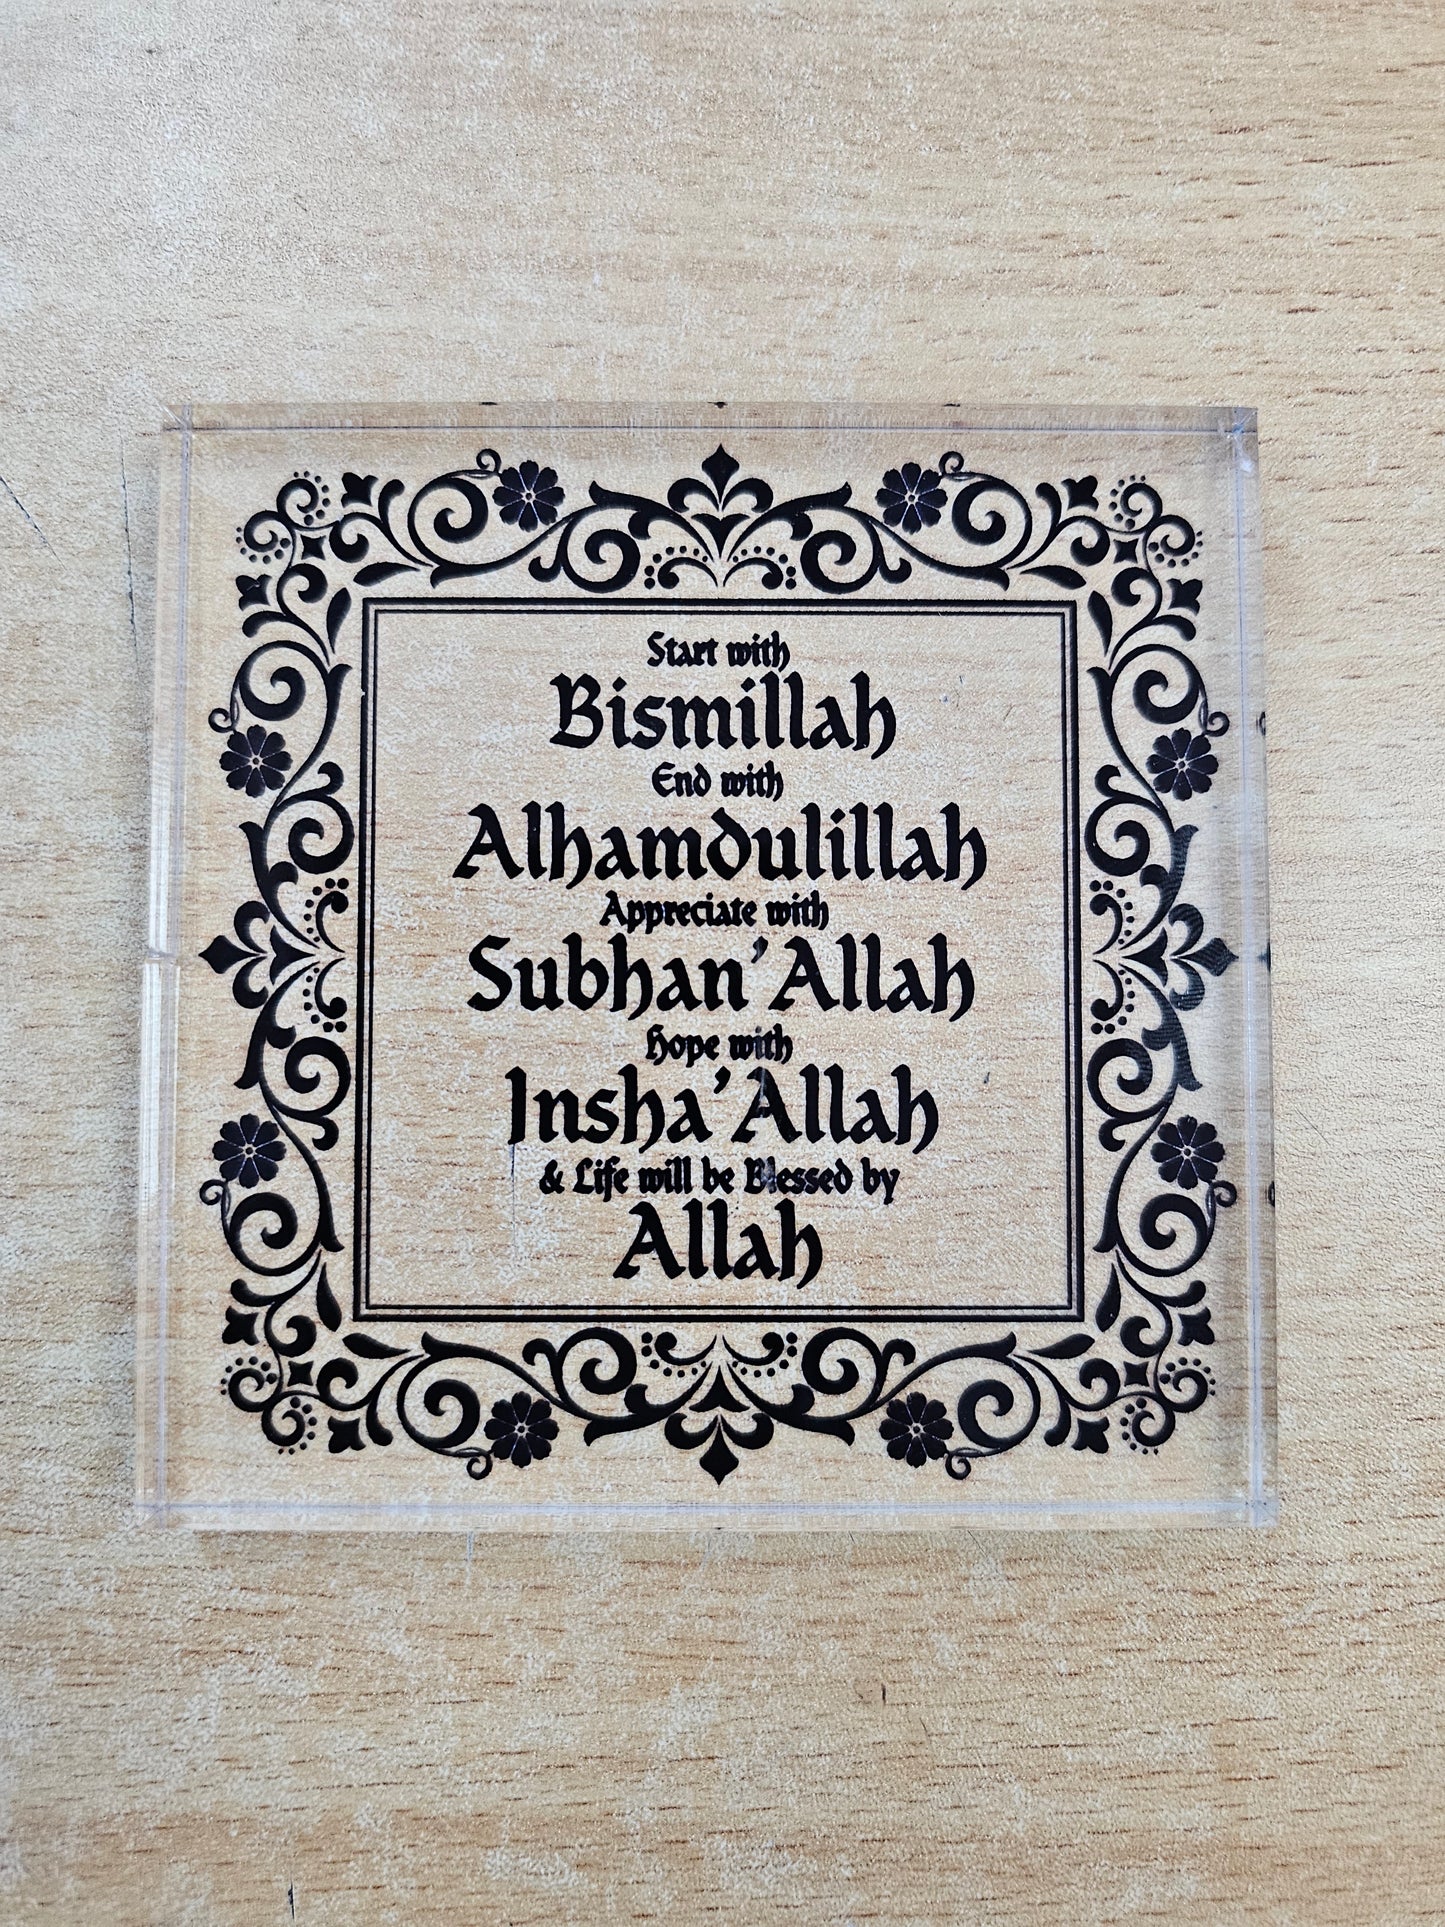 Start with
Bismillah
End with
Alhamdulillah
Appreciate with
Subhan'Allah
Hope with
Insha'Allah
& Life will be Blessed by
Allah